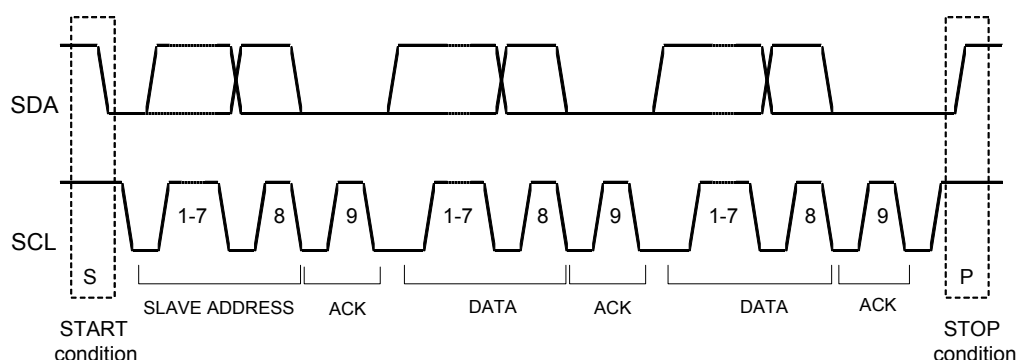 SDA
SCL
1-7 8 9 1-7 8 9 1-7 8 9
S P
SLAVE ADDRESS ACK DATA ACK DATA ACK
START
condition
STOP
condition